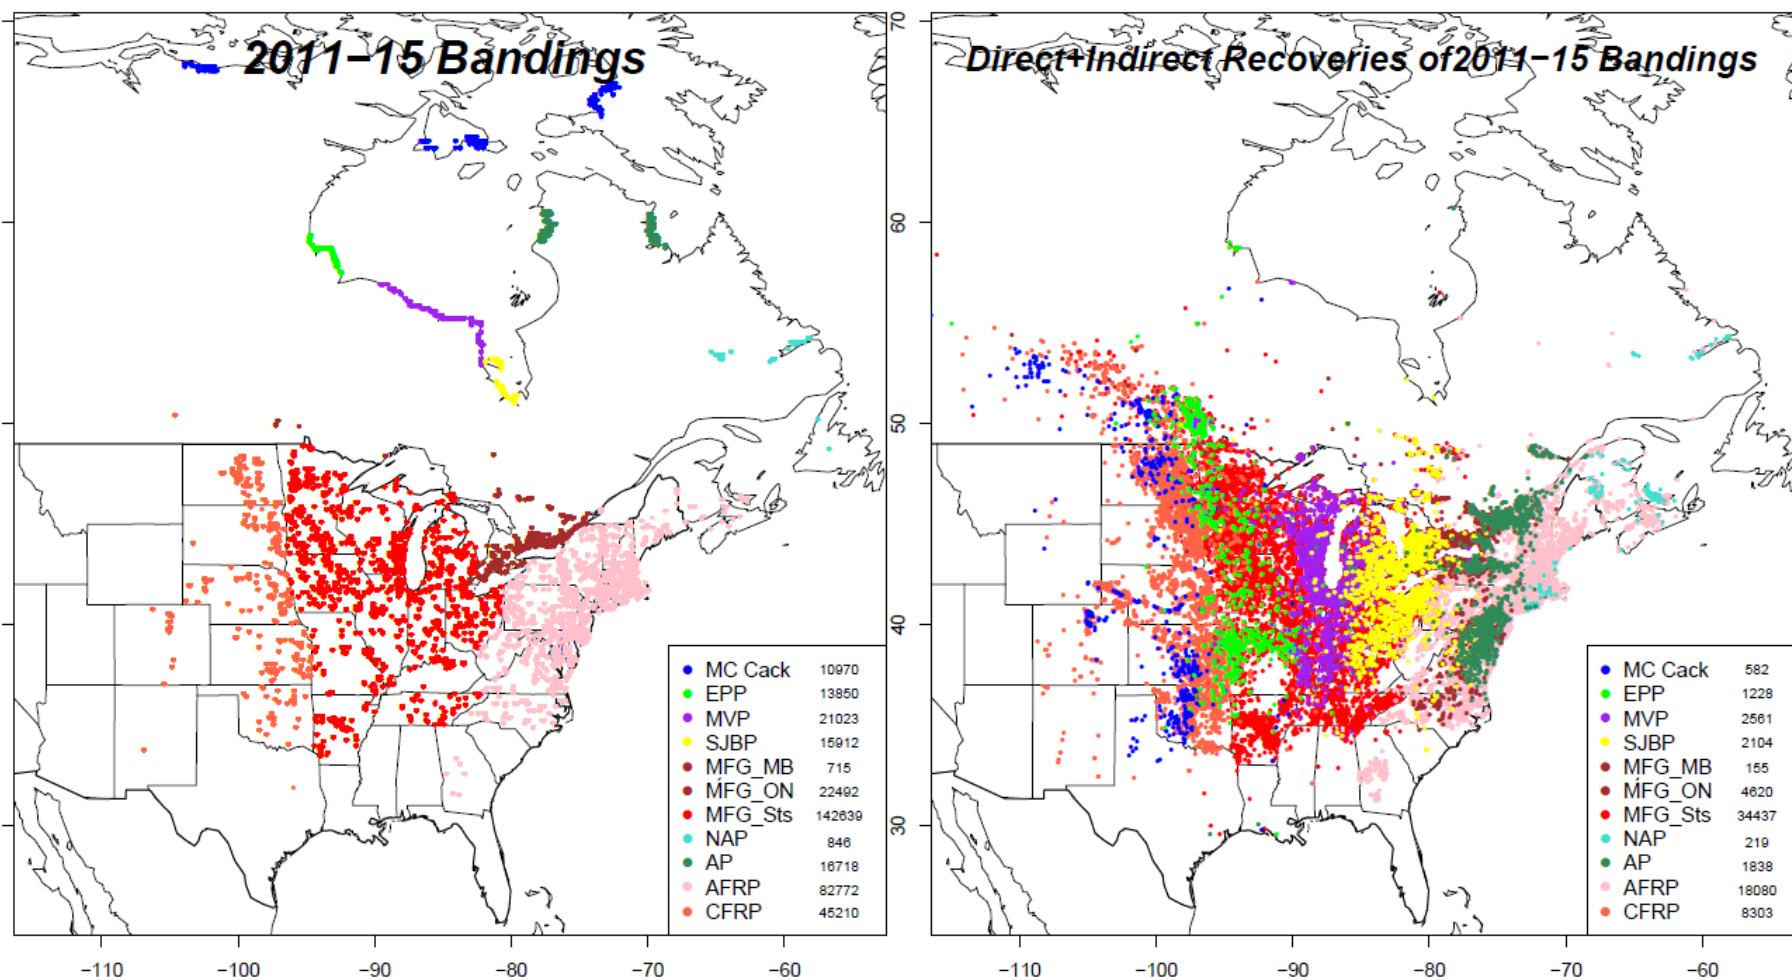 2011−15 Bandings
MC Cack 10970
EPP 13850
MVP 21023
SJBP 15912
MFG_MB 715
MFG_ON 22492
MFG_Sts 142639
NAP 846
AP 16718
AFRP 82772
CFRP 45210
−110 −100 −90 −80 −70 −60
Direct+Indirect Recoveries of2011−15 Bandings
70
60
50
40
30
MC Cack 582
EPP 1228
MVP 2561
SJBP 2104
MFG_MB 155
MFG_ON 4620
MFG_Sts 34437
NAP 219
AP 1838
AFRP 18080
CFRP 8303
−110 −100 −90 −80 −70 −60